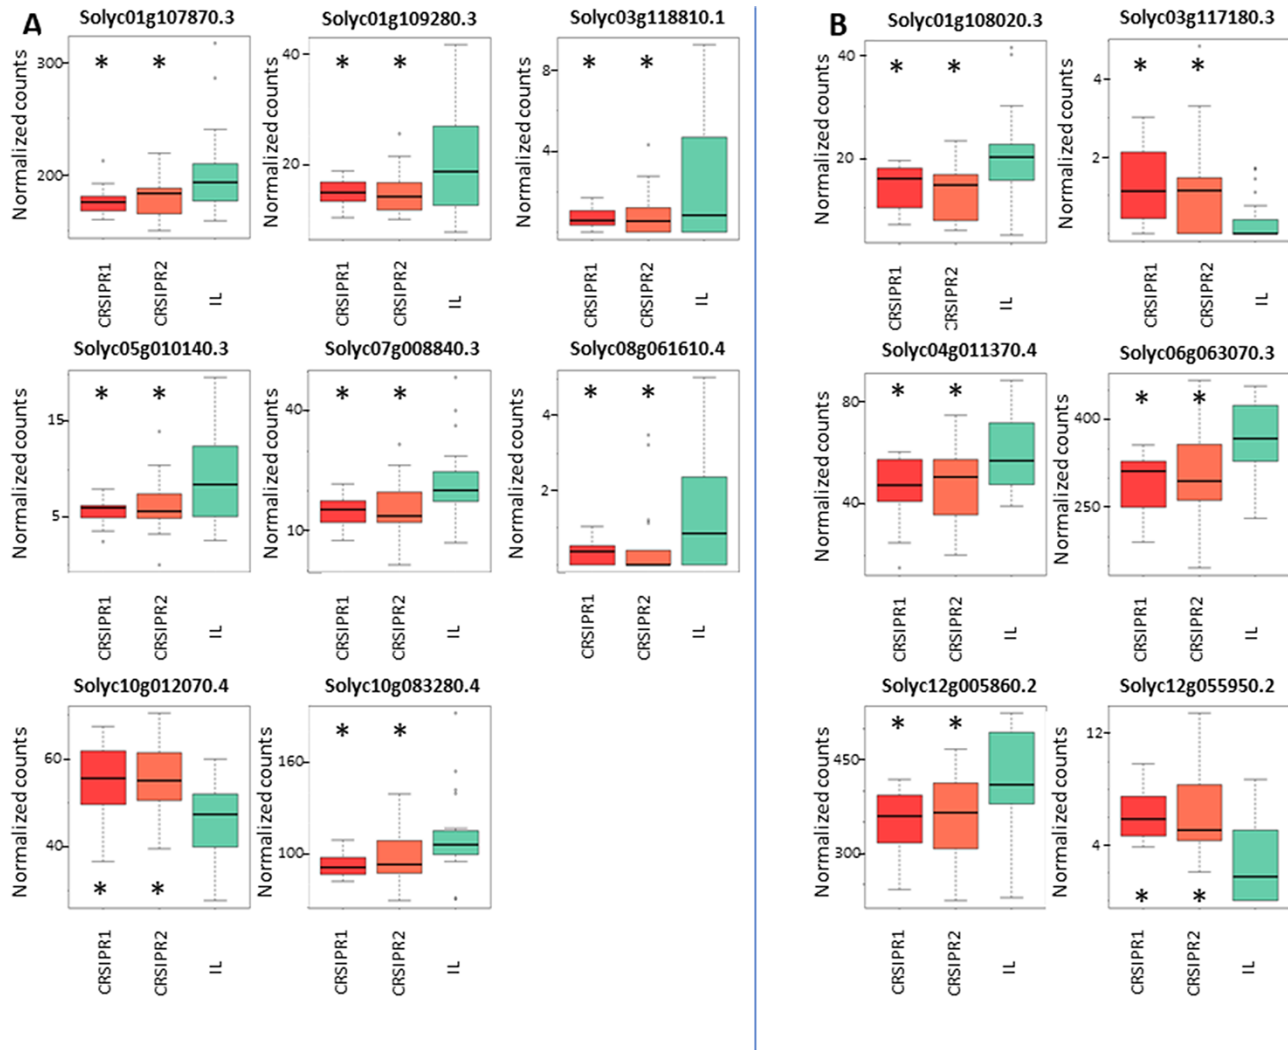 A
Solyc01g107870.3
Solyc01g109280.3
Solyc03g118810.1
Normalized counts
300
200
* *
CRSIPR1
CRSIPR2
IL
Normalized counts
40
20
* *
CRSIPR1
CRSIPR2
IL
Normalized counts
8
4
* *
CRSIPR1
CRSIPR2
IL
Solyc05g010140.3
Solyc07g008840.3
Solyc08g061610.4
Normalized counts
15
5
* *
CRSIPR1
CRSIPR2
IL
Normalized counts
40
10
* *
CRSIPR1
CRSIPR2
IL
Normalized counts
4
2
* *
CRSIPR1
CRSIPR2
IL
Solyc10g012070.4
Solyc10g083280.4
Normalized counts
60
40
* *
CRSIPR1
CRSIPR2
IL
Normalized counts
160
100
* *
CRSIPR1
CRSIPR2
IL
B
Solyc01g108020.3
Solyc03g117180.3
Normalized counts
40
20
* *
CRSIPR1
CRSIPR2
IL
Normalized counts
4
2
* *
CRSIPR1
CRSIPR2
IL
Solyc04g011370.4
Solyc06g063070.3
Normalized counts
80
40
* *
CRSIPR1
CRSIPR2
IL
Normalized counts
400
250
* *
CRSIPR1
CRSIPR2
IL
Solyc12g005860.2
Solyc12g055950.2
Normalized counts
450
300
* *
CRSIPR1
CRSIPR2
IL
Normalized counts
12
4
* *
CRSIPR1
CRSIPR2
IL